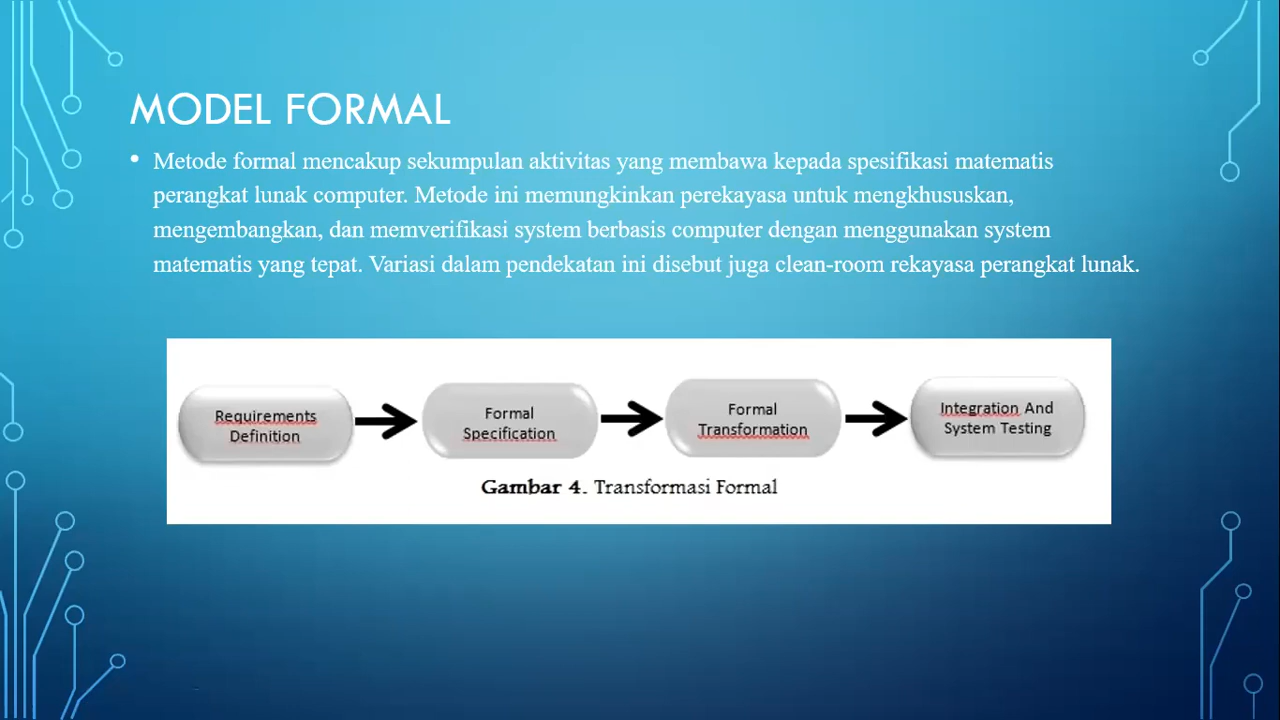 MODEL FORMAL
• Metode formal mencakup sekumpulan aktivitas yang membawa kepada spesifikasi matematis
perangkat lunak computer. Metode ini memungkinkan perekayasa untuk mengkhususkan,
mengembangkan, dan memverifikasi system berbasis computer dengan menggunakan system
matematis yang tepat. Variasi dalam pendekatan ini disebut juga clean-room rekayasa perangkat lunak.
Requirements
Definition
Formal
Specification
Formal
Transformation
Integration And
System Testing
Gambar 4. Transformasi Formal